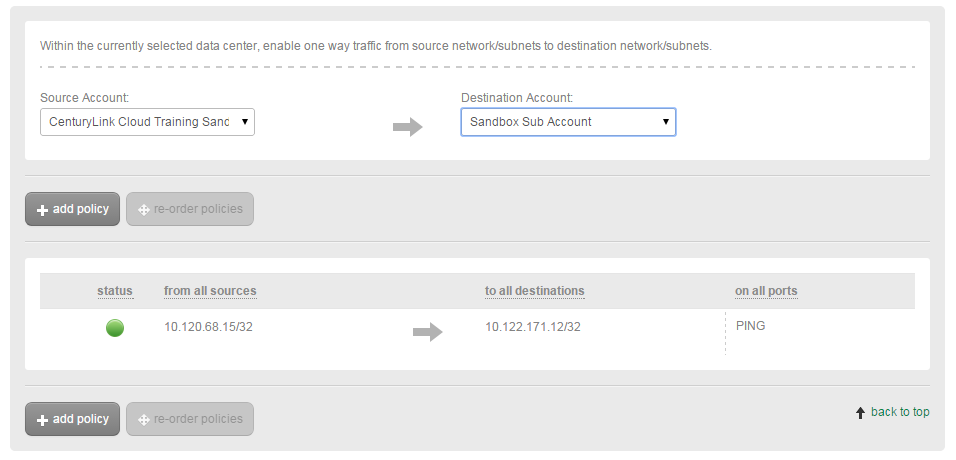 Within the currently selected data center, enable one way traffic from source network/subnets to destination network/subnets.
Source Account: Destination Account:
CenturyLink Cloud Training Sand Sandbox Sub Account
add policy re-order policies
status from all sources to all destinations on all ports
10.120.68.15/32 10.122.171.12/32 PING
add policy re-order policies back to top